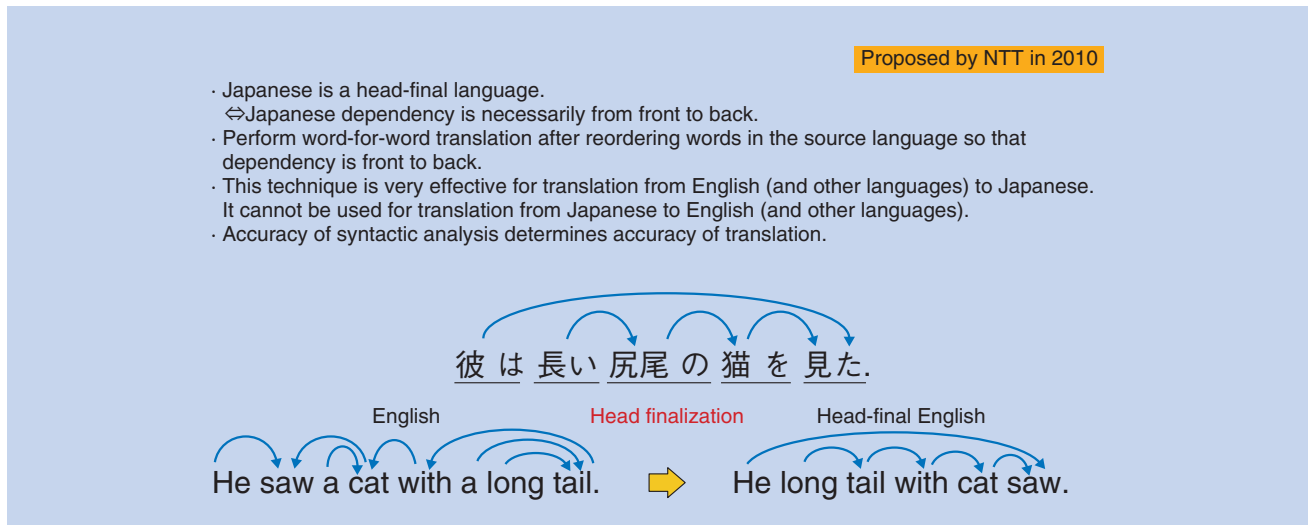 Proposed by NTT in 2010
· Japanese is a head-final language.
⇔Japanese dependency is necessarily from front to back.
· Perform word-for-word translation after reordering words in the source language so that
dependency is front to back.
· This technique is very effective for translation from English (and other languages) to Japanese.
It cannot be used for translation from Japanese to English (and other languages).
· Accuracy of syntactic analysis determines accuracy of translation.
彼 は 長い 尻尾 の 猫 を 見た.
English
Head finalization
Head-final English
He saw a cat with a long tail.
He long tail with cat saw.